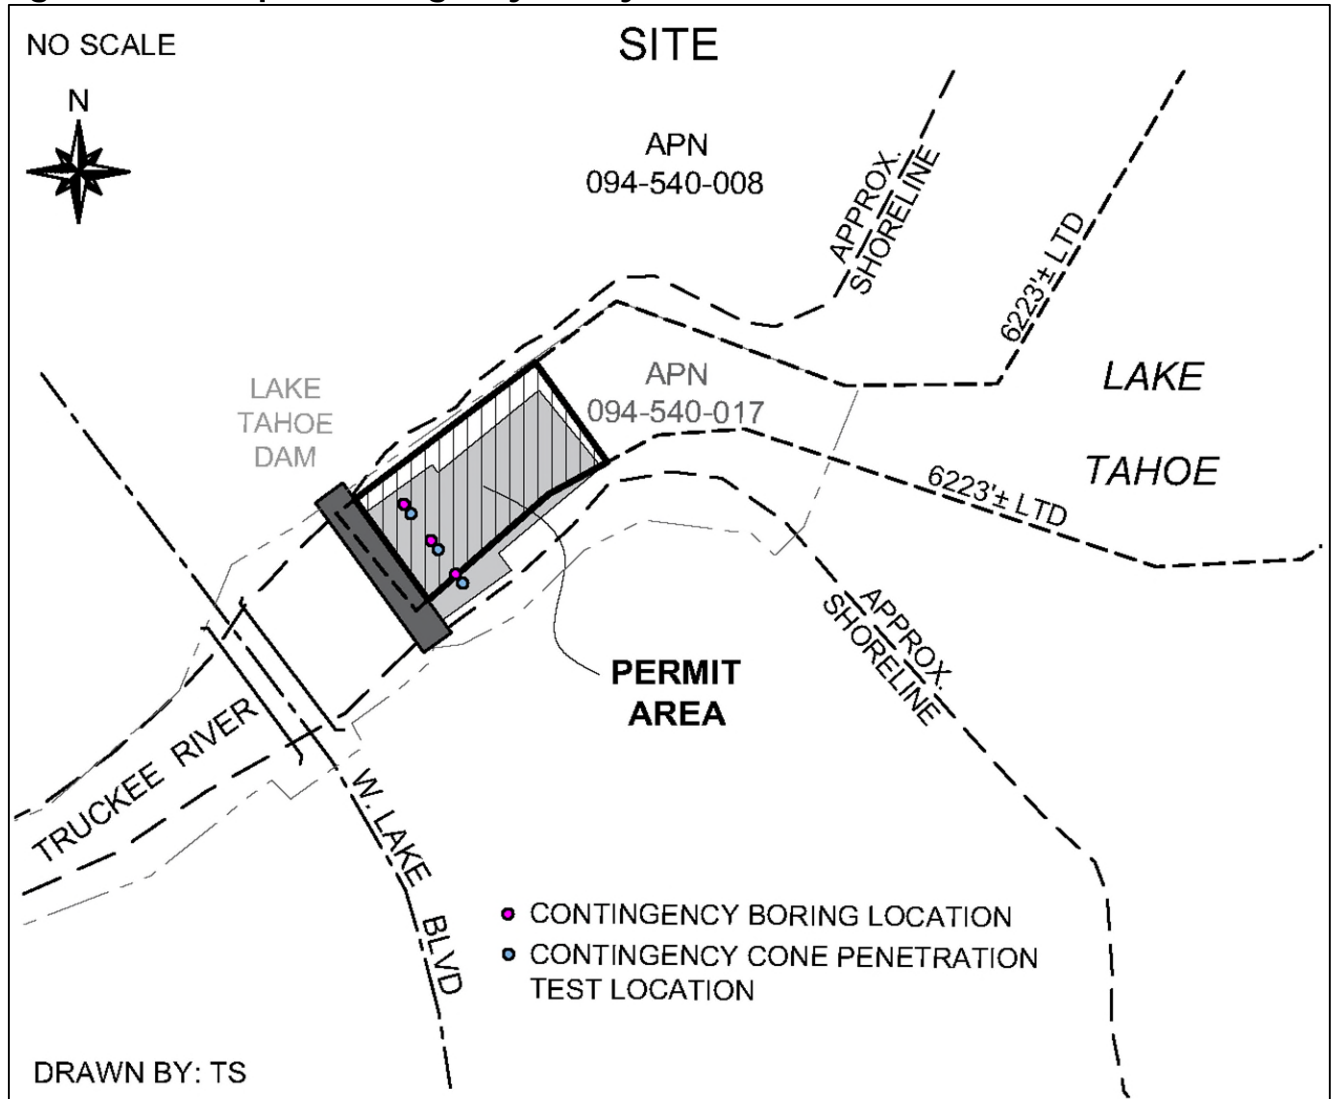 NO SCALE
SITE
N
APN
094-540-008
APPROX.
SHORELINE
6223'± LTD
LAKE
TAHOE
DAM
APN
094-540-017
LAKE
TAHOE
6223'± LTD
APPROX.
SHORELINE
PERMIT
AREA
TRUCKEE RIVER
W. LAKE BLVD
CONTINGENCY BORING LOCATION
CONTINGENCY CONE PENETRATION
TEST LOCATION
DRAWN BY: TS